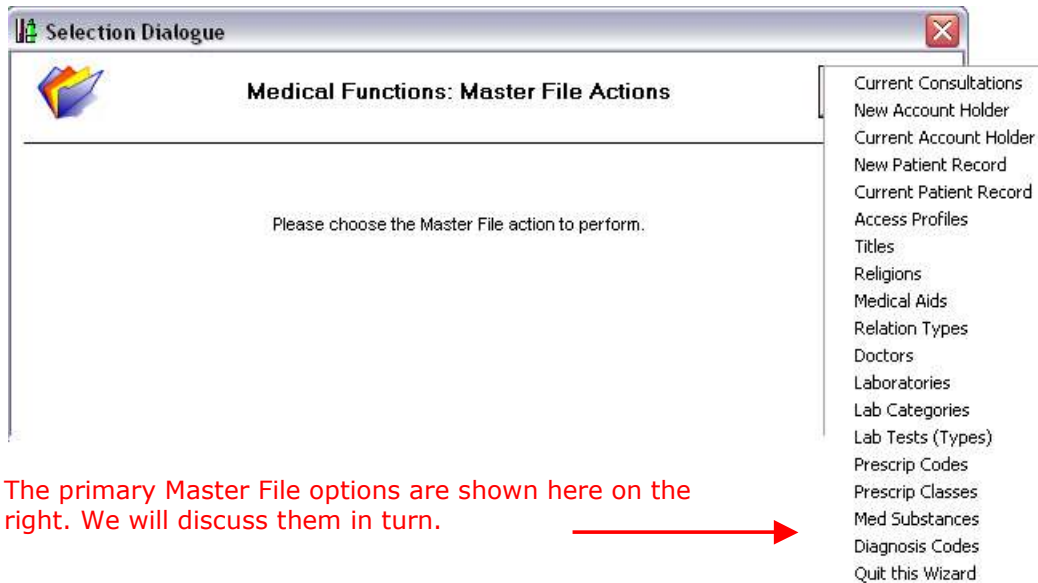 Selection Dialogue
Medical Functions: Master File Actions
Please choose the Master File action to perform.
Current Consultations
New Account Holder
Current Account Holder
New Patient Record
Current Patient Record
Access Profiles
Titles
Religions
Medical Aids
Relation Types
Doctors
Laboratories
Lab Categories
Lab Tests (Types)
Prescrip Codes
Prescrip Classes
Med Substances
Diagnosis Codes
Quit this Wizard
The primary Master File options are shown here on the
right. We will discuss them in turn.